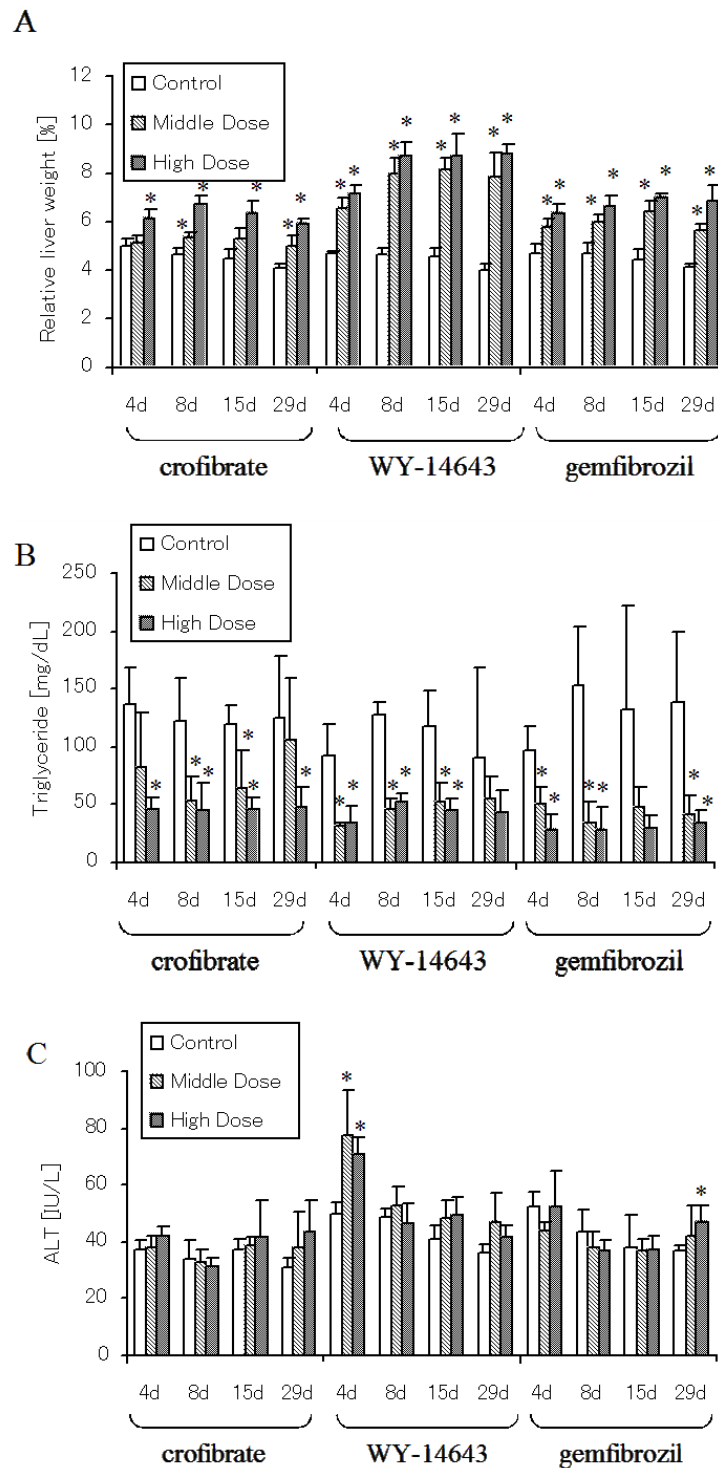 A
Relative liver weight [%]
12
10
8
6
4
2
0
Control
Middle Dose
High Dose
* * * * * * * * * * * * * * * * * * * * *
4d 8d 15d 29d 4d 8d 15d 29d 4d 8d 15d 29d
crofibrate WY-14643 gemfibrozil
B
Triglyceride [mg/dL]
250
200
150
100
50
0
Control
Middle Dose
High Dose
* * * * * * * * * * * * * * * * * *
4d 8d 15d 29d 4d 8d 15d 29d 4d 8d 15d 29d
crofibrate WY-14643 gemfibrozil
C
ALT [IU/L]
100
80
60
40
20
0
Control
Middle Dose
High Dose
* * *
4d 8d 15d 29d 4d 8d 15d 29d 4d 8d 15d 29d
crofibrate WY-14643 gemfibrozil